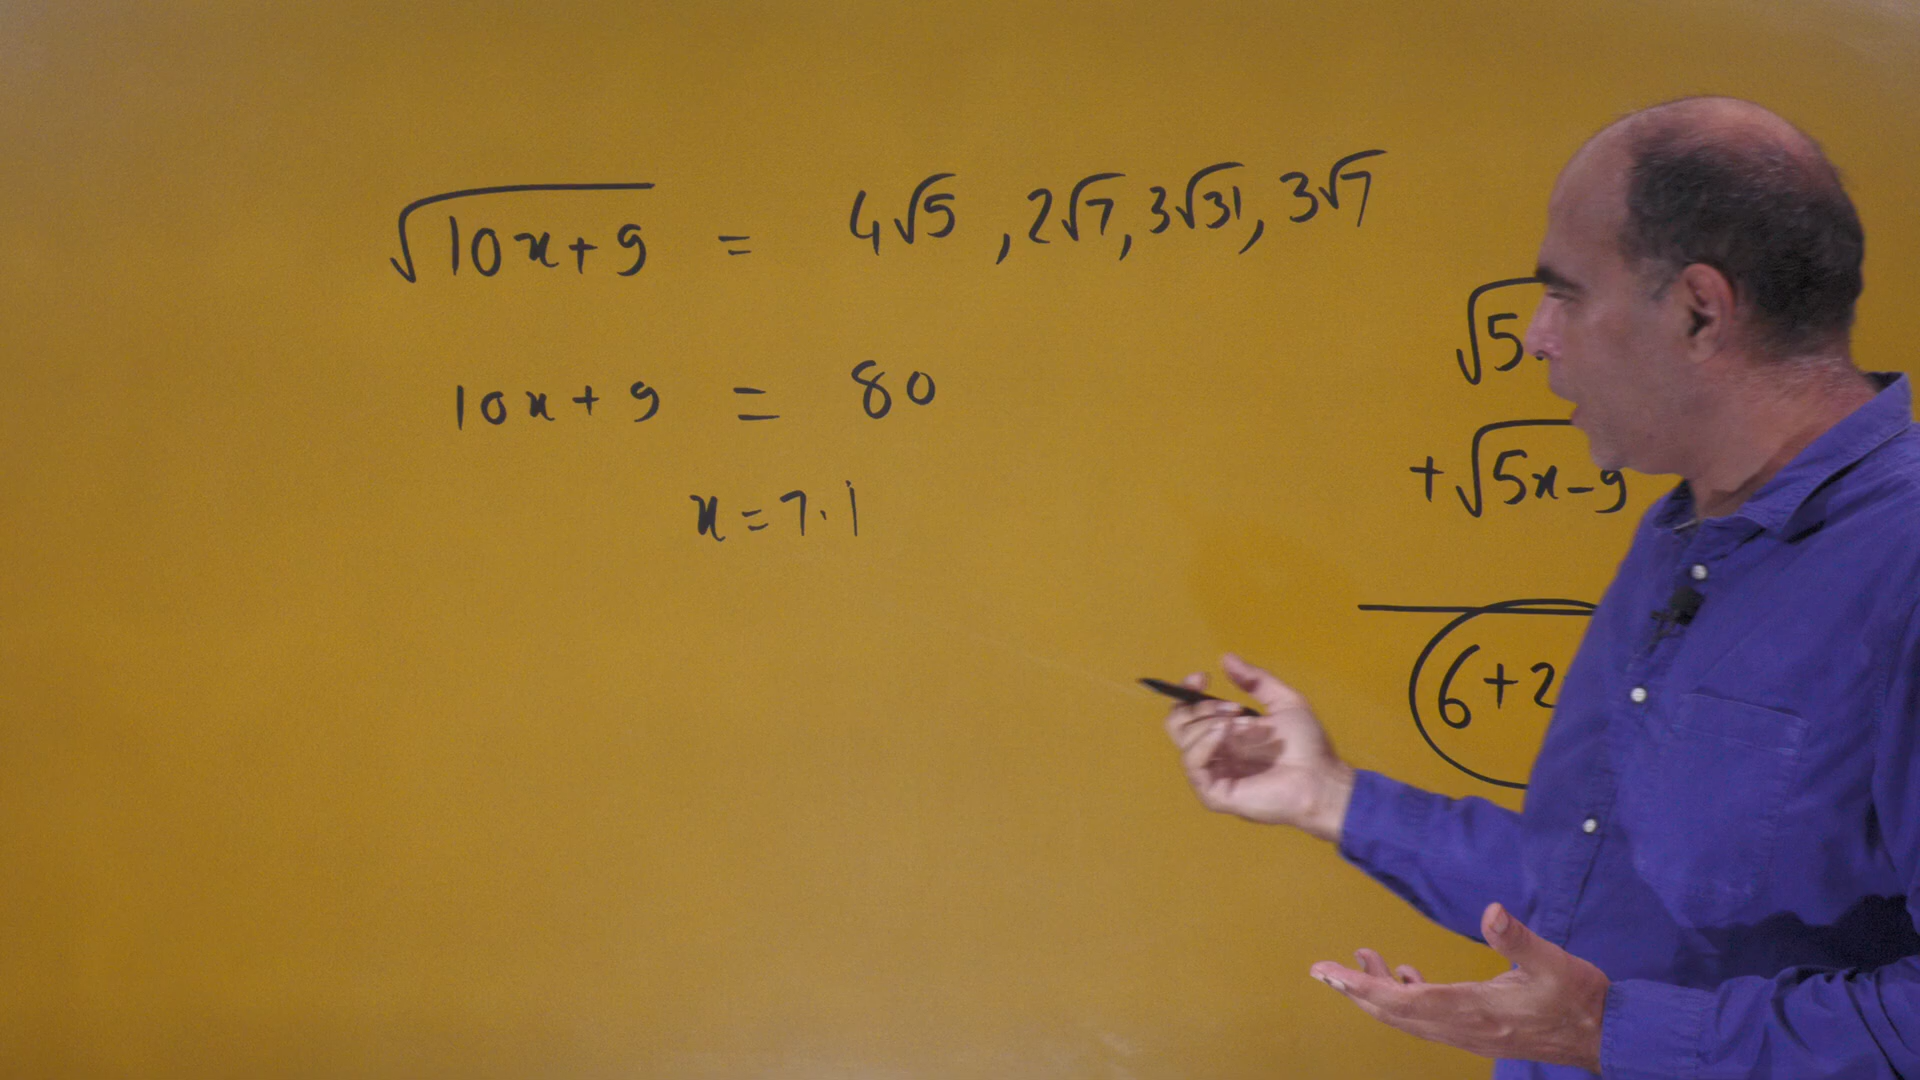 √10x+9 = 4√5 , 2√7, 3√31, 3√7
10x+9 = 80
x=7.1
√5
+√5x-9
6+2